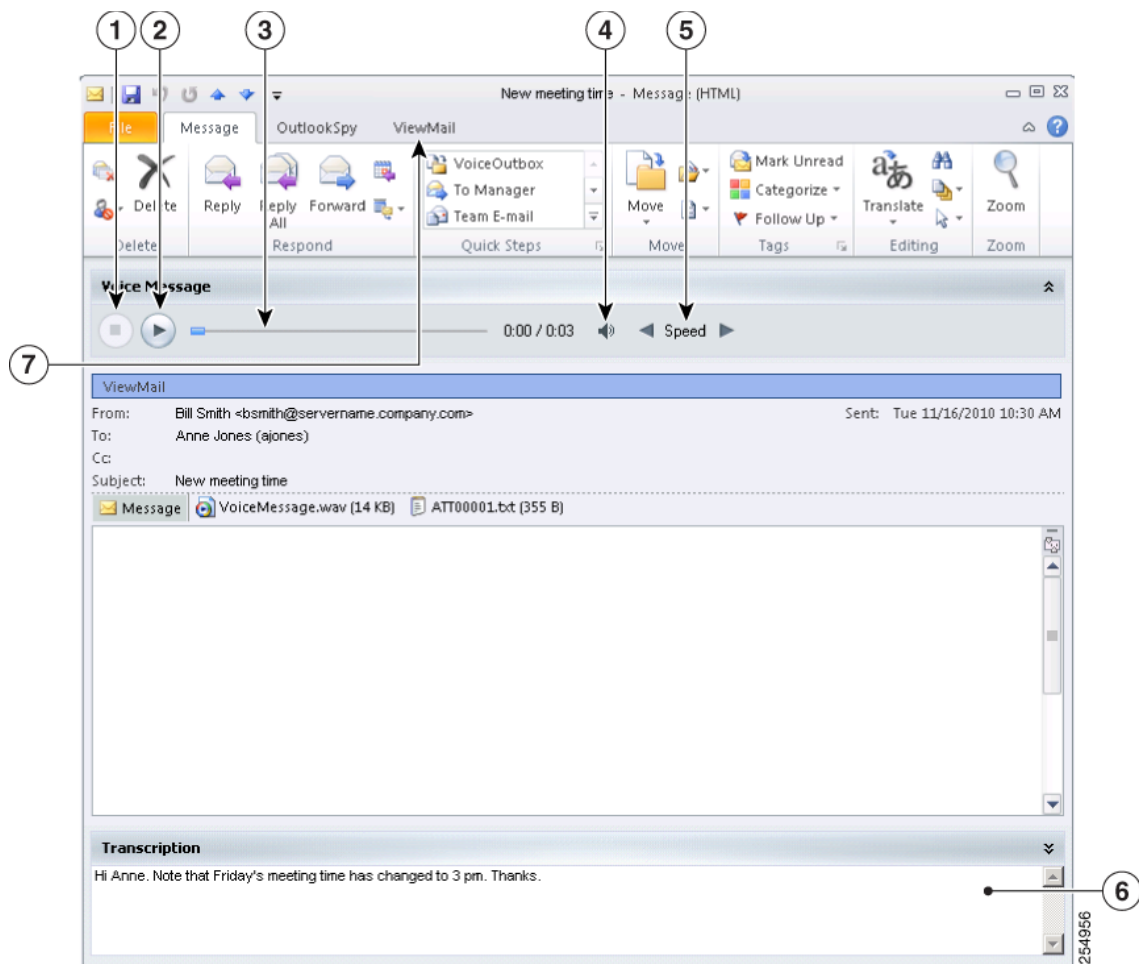 1 2 3 4 5
New meeting time - Message (HTML)
File Message OutlookSpy ViewMail
VoiceOutbox
To Manager
Team E-mail
Delete Reply Reply All Forward Move Mark Unread Categorize Follow Up Translate Zoom
Delete Respond Quick Steps Move Tags Editing Zoom
Voice Message
0:00 / 0:03 Speed
7
ViewMail
From: Bill Smith <bsmith@servername.company.com> Sent: Tue 11/16/2010 10:30 AM
To: Anne Jones (ajones)
Cc:
Subject: New meeting time
Message VoiceMessage.wav (14 KB) ATT00001.txt (355 B)
Transcription
Hi Anne. Note that Friday's meeting time has changed to 3 pm. Thanks.
6
254956